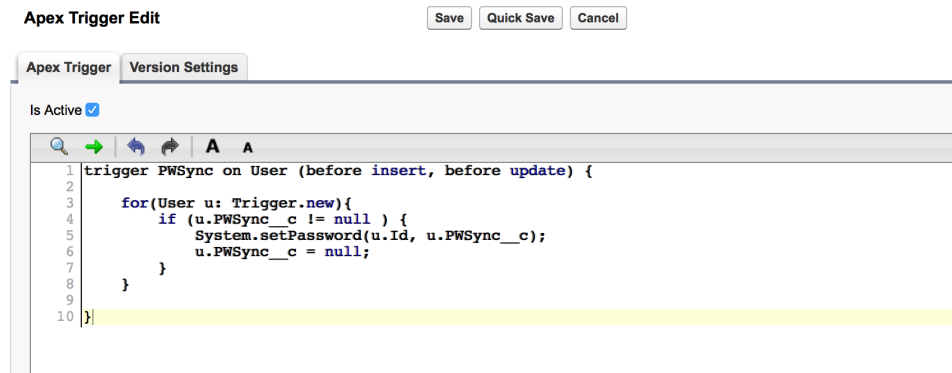 Apex Trigger Edit
Save Quick Save Cancel
Apex Trigger Version Settings
Is Active
A A
1 trigger PWSync on User (before insert, before update) {
2
3 for(User u: Trigger.new){
4 if (u.PWSync__c != null ) {
5 System.setPassword(u.Id, u.PWSync__c);
6 u.PWSync__c = null;
7 }
8 }
9
10 }